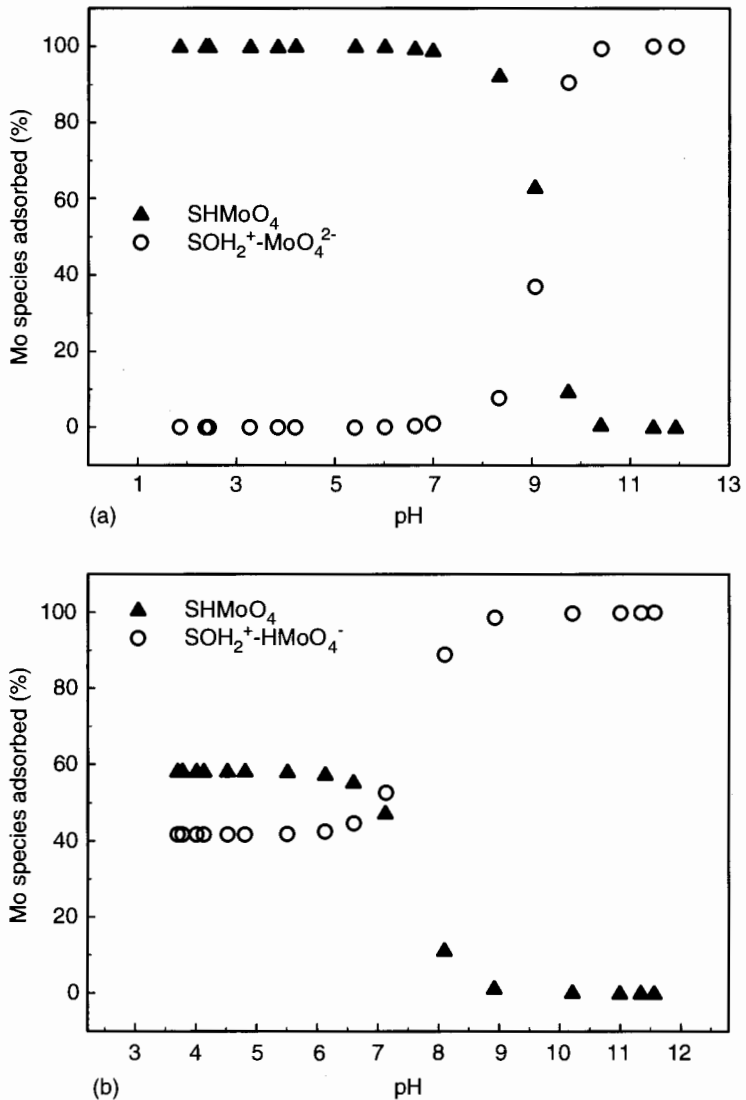 100
80
60
40
20
0
Mo species adsorbed (%)
SHMoO₄
SOH₂⁺-MoO₄²⁻
1 3 5 7 9 11 13
(a) pH
100
80
60
40
20
0
Mo species adsorbed (%)
SHMoO₄
SOH₂⁺-HMoO₄⁻
3 4 5 6 7 8 9 10 11 12
(b) pH